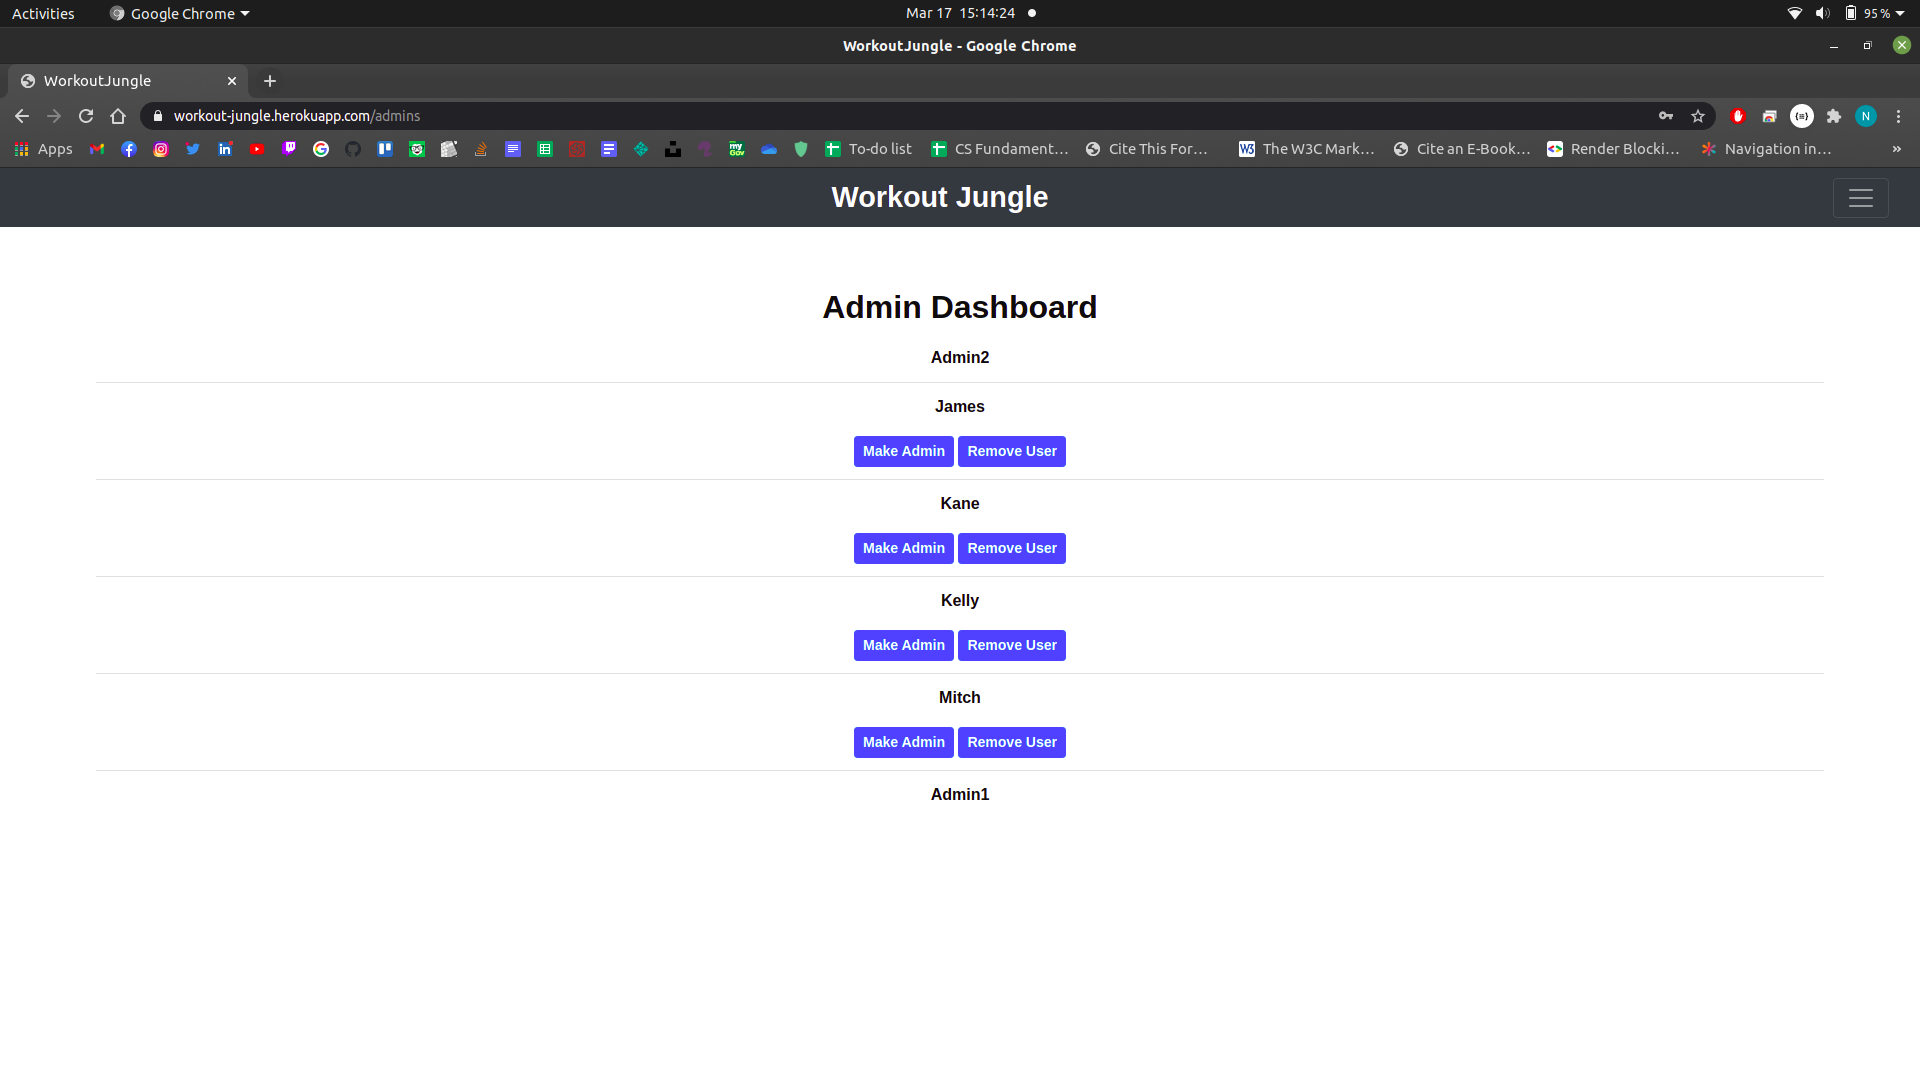 Activities Google Chrome Mar 17 15:14:24 95 %
WorkoutJungle - Google Chrome
WorkoutJungle
workout-jungle.herokuapp.com/admins N
Apps To-do list CS Fundament… Cite This For… The W3C Mark… Cite an E-Book… Render Blocki… Navigation in… »
Workout Jungle
Admin Dashboard
Admin2
James
Make Admin Remove User
Kane
Make Admin Remove User
Kelly
Make Admin Remove User
Mitch
Make Admin Remove User
Admin1